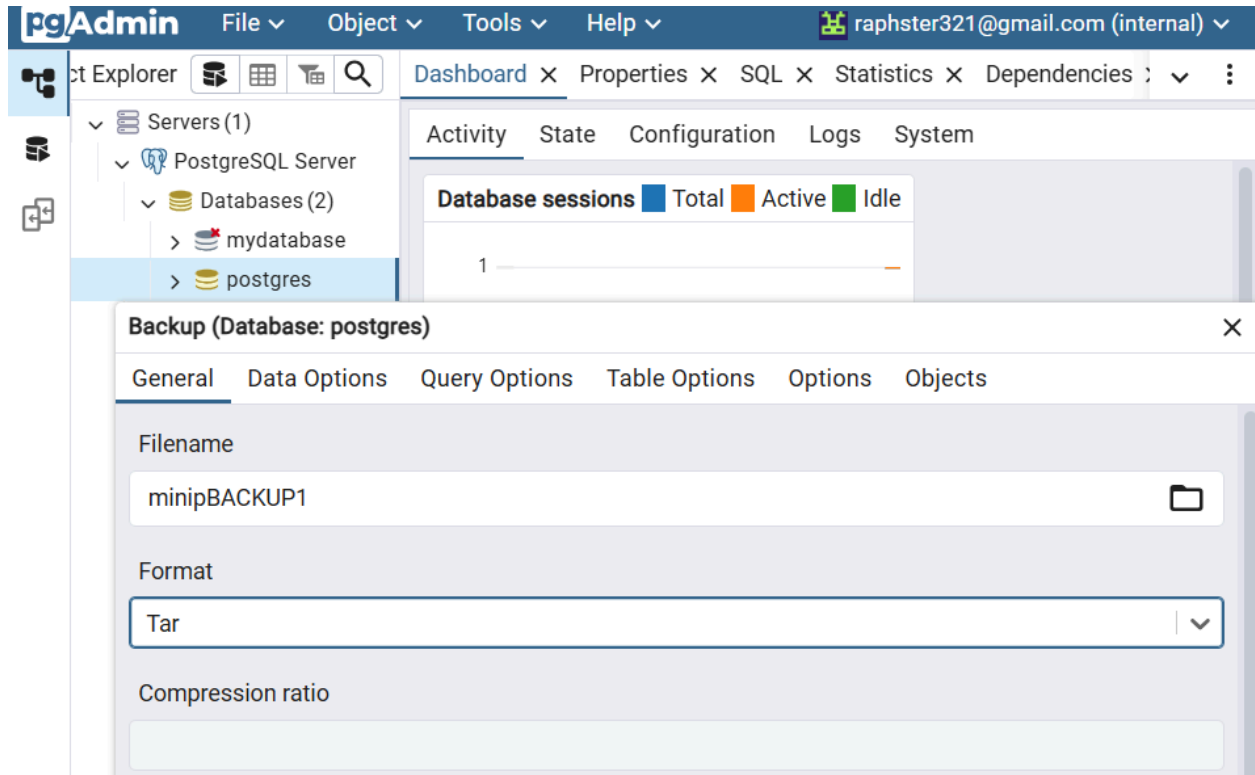 pgAdmin File Object Tools Help raphster321@gmail.com (internal)
ct Explorer Dashboard Properties SQL Statistics Dependencies
Servers (1)
PostgreSQL Server
Databases (2)
mydatabase
postgres
Activity State Configuration Logs System
Database sessions Total Active Idle
1
Backup (Database: postgres)
General Data Options Query Options Table Options Options Objects
Filename
minipBACKUP1
Format
Tar
Compression ratio